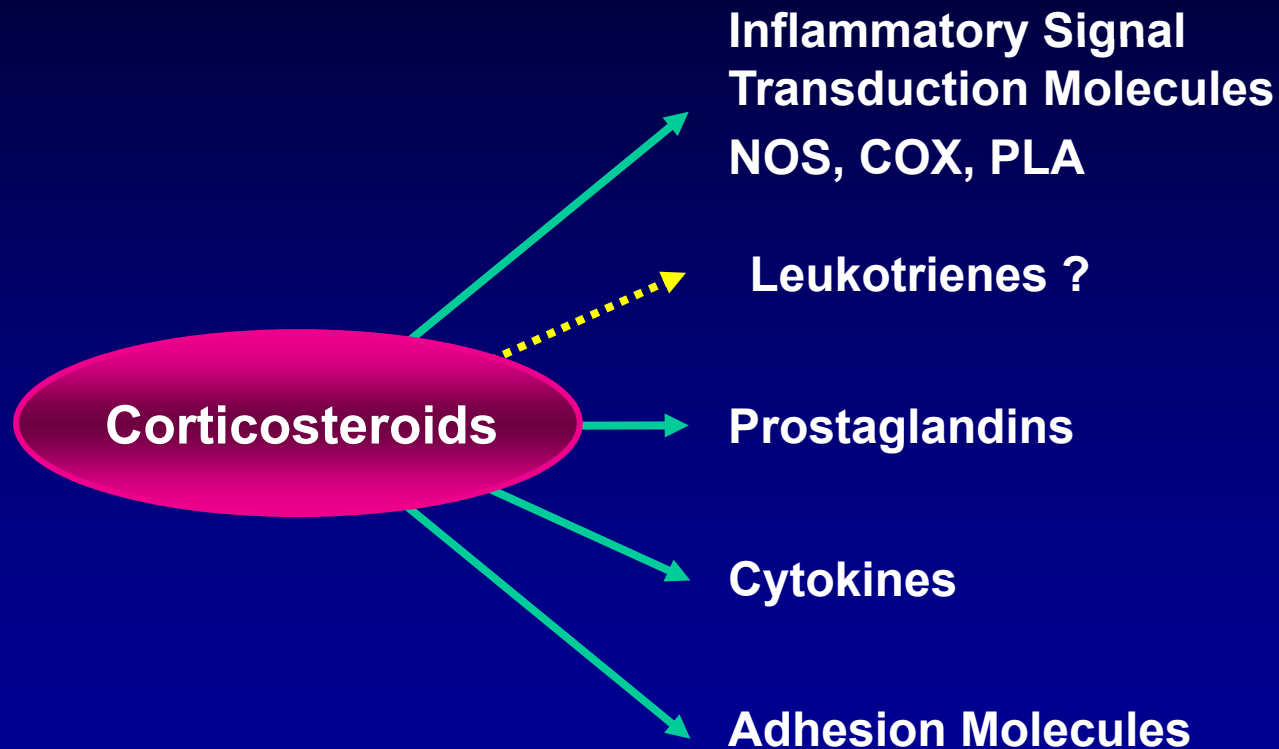 Inflammatory Signal
Transduction Molecules
NOS, COX, PLA
Leukotrienes ?
Corticosteroids
Prostaglandins
Cytokines
Adhesion Molecules